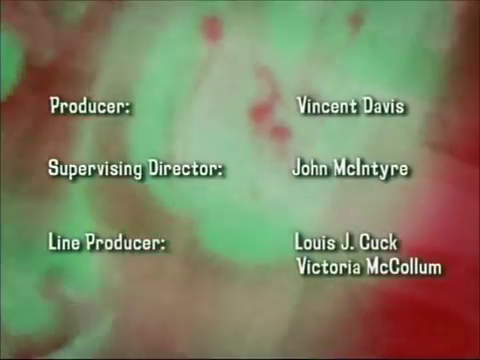 Producer: Vincent Davis
Supervising Director: John McIntyre
Line Producer: Louis J. Cuck
Victoria McCollum